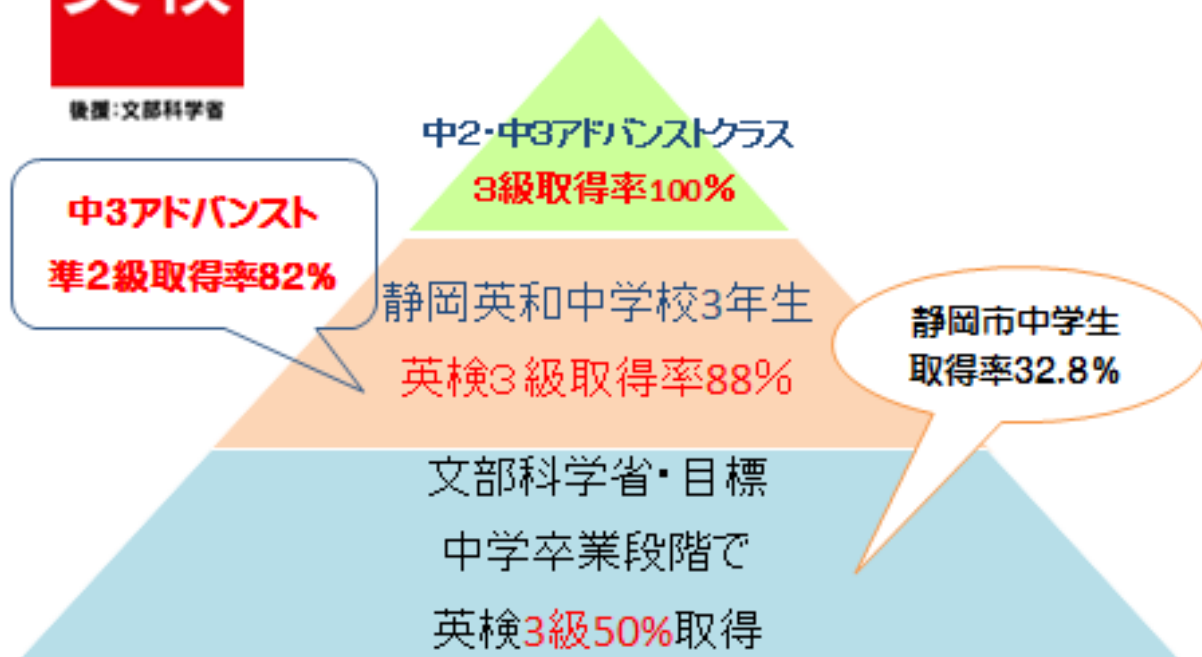 後援:文部科学省
中2・中3アドバンストクラス
3級取得率100%
中3アドバンスト
準2級取得率82%
静岡英和中学校3年生
英検3級取得率88%
静岡市中学生
取得率32.8%
文部科学省・目標
中学卒業段階で
英検3級50%取得